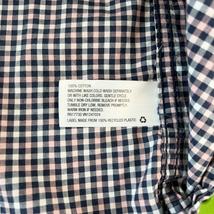 100% COTTON
MACHINE WASH COLD WASH SEPARATELY
OR WITH LIKE COLORS. GENTLE CYCLE
ONLY NON-CHLORINE BLEACH IF NEEDED
TUMBLE DRY LOW. REMOVE PROMPTLY.
WARM IRON IF NEEDED.
LABEL MADE FROM 100% RECYCLED PLASTIC